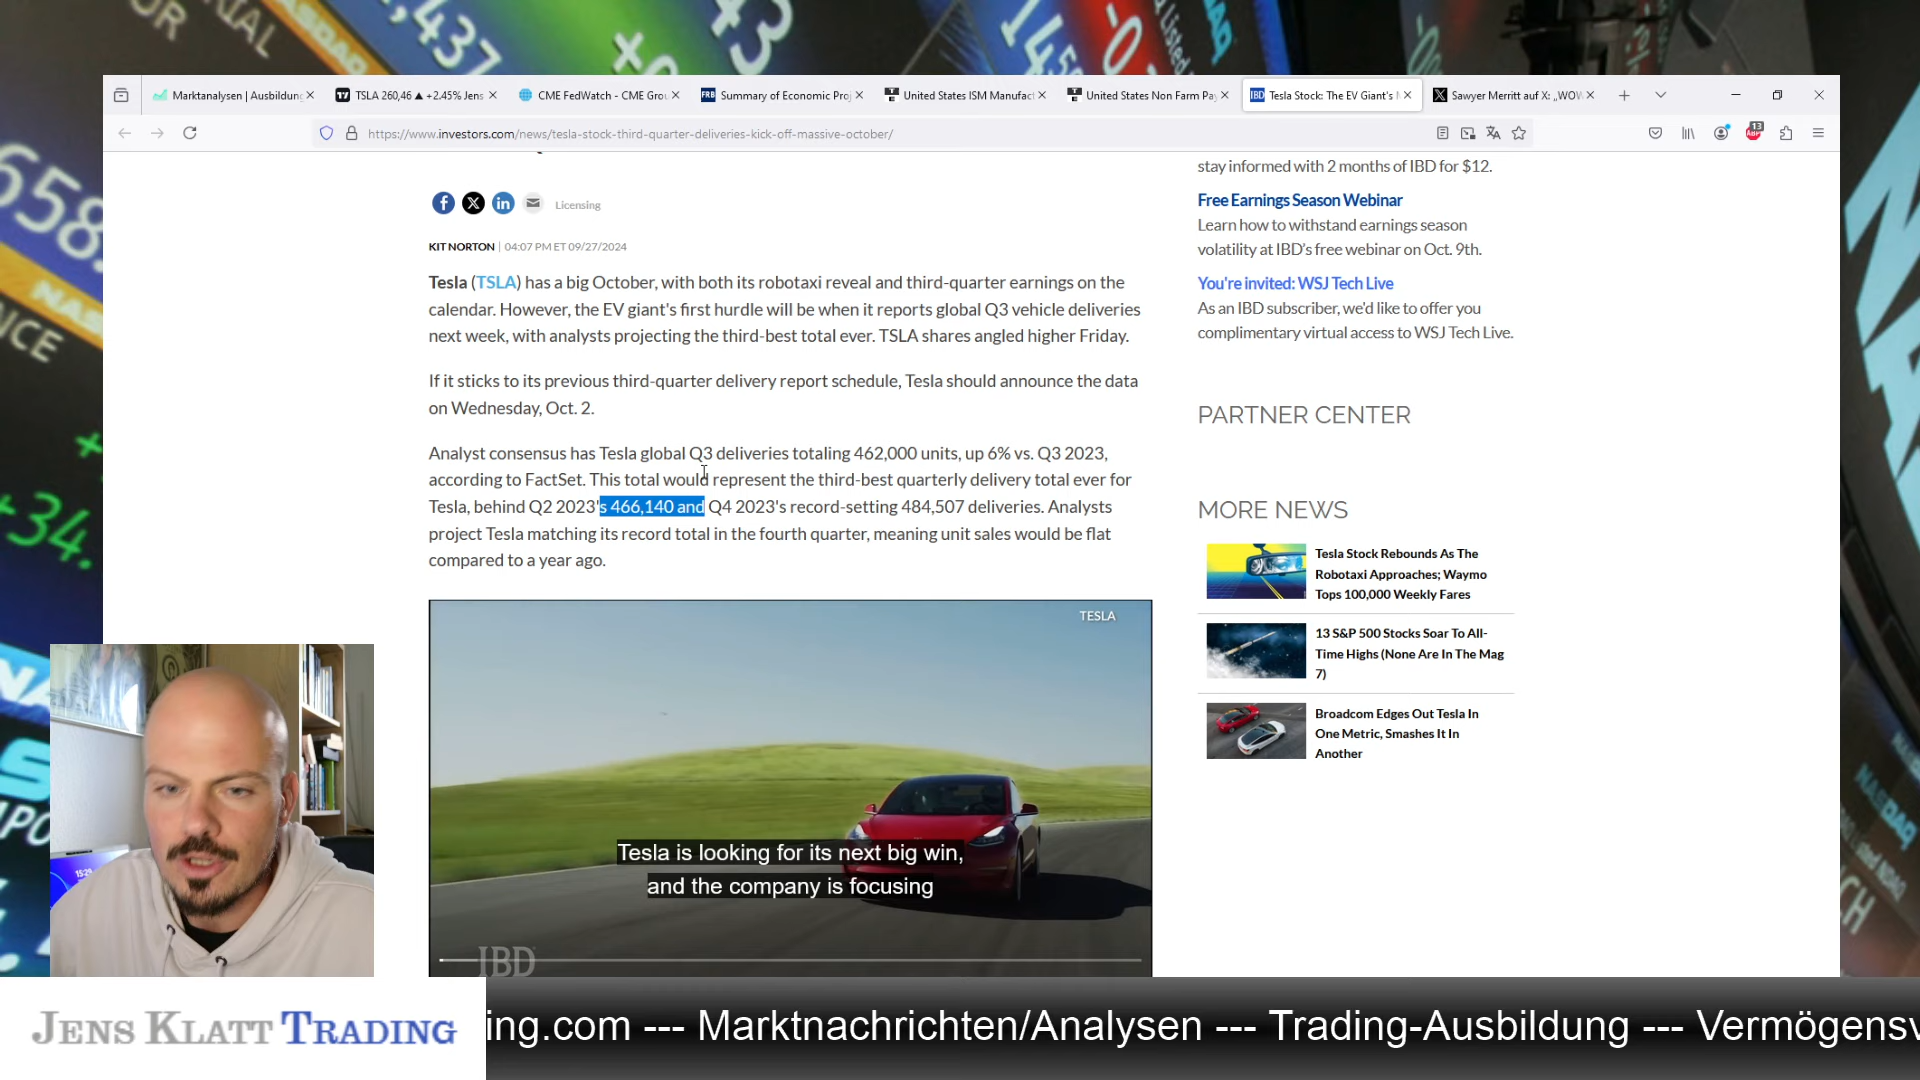 Marktanalysen | Ausbildung
TSLA 260,46 ▲ +2.45% Jens
CME FedWatch - CME Grou
Summary of Economic Proj
United States ISM Manufact
United States Non Farm Pay
Tesla Stock: The EV Giant's
Sawyer Merritt auf X: „WOW
https://www.investors.com/news/tesla-stock-third-quarter-deliveries-kick-off-massive-october/
13
stay informed with 2 months of IBD for $12.
Free Earnings Season Webinar
Learn how to withstand earnings season
volatility at IBD's free webinar on Oct. 9th.
You're invited: WSJ Tech Live
As an IBD subscriber, we'd like to offer you
complimentary virtual access to WSJ Tech Live.
Licensing
KIT NORTON | 04:07 PM ET 09/27/2024
Tesla (TSLA) has a big October, with both its robotaxi reveal and third-quarter earnings on the
calendar. However, the EV giant's first hurdle will be when it reports global Q3 vehicle deliveries
next week, with analysts projecting the third-best total ever. TSLA shares angled higher Friday.
If it sticks to its previous third-quarter delivery report schedule, Tesla should announce the data
on Wednesday, Oct. 2.
Analyst consensus has Tesla global Q3 deliveries totaling 462,000 units, up 6% vs. Q3 2023,
according to FactSet. This total would represent the third-best quarterly delivery total ever for
Tesla, behind Q2 2023's 466,140 and Q4 2023's record-setting 484,507 deliveries. Analysts
project Tesla matching its record total in the fourth quarter, meaning unit sales would be flat
compared to a year ago.
PARTNER CENTER
MORE NEWS
Tesla Stock Rebounds As The
Robotaxi Approaches; Waymo
Tops 100,000 Weekly Fares
13 S&P 500 Stocks Soar To All-
Time Highs (None Are In The Mag
7)
Broadcom Edges Out Tesla In
One Metric, Smashes It In
Another
TESLA
Tesla is looking for its next big win,
and the company is focusing
IBD
15:29
JENS KLATT TRADING
ing.com --- Marktnachrichten/Analysen --- Trading-Ausbildung --- Vermögensv